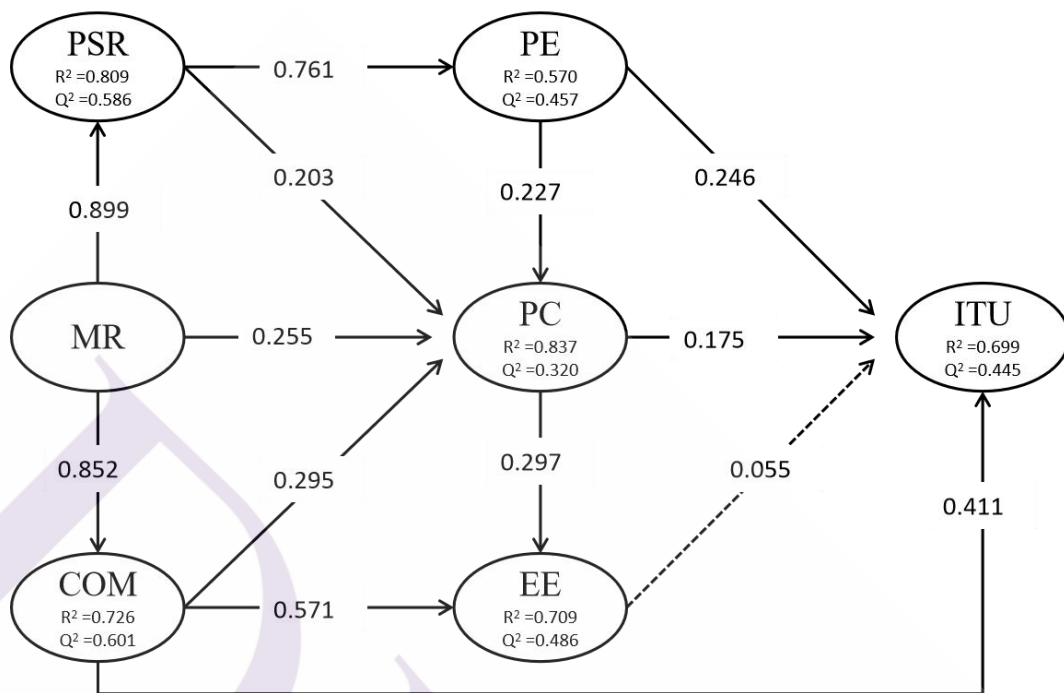 PSR
R² =0.809
Q² =0.586
0.761
PE
R² =0.570
Q² =0.457
0.203
0.246
0.899
0.227
MR
0.255
PC
R² =0.837
Q² =0.320
0.175
ITU
R² =0.699
Q² =0.445
0.852
0.295
0.297
0.055
0.411
COM
R² =0.726
Q² =0.601
0.571
EE
R² =0.709
Q² =0.486